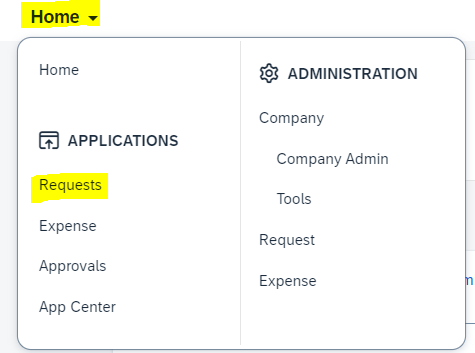 Home
Home
APPLICATIONS
Requests
Expense
Approvals
App Center
ADMINISTRATION
Company
Company Admin
Tools
Request
Expense